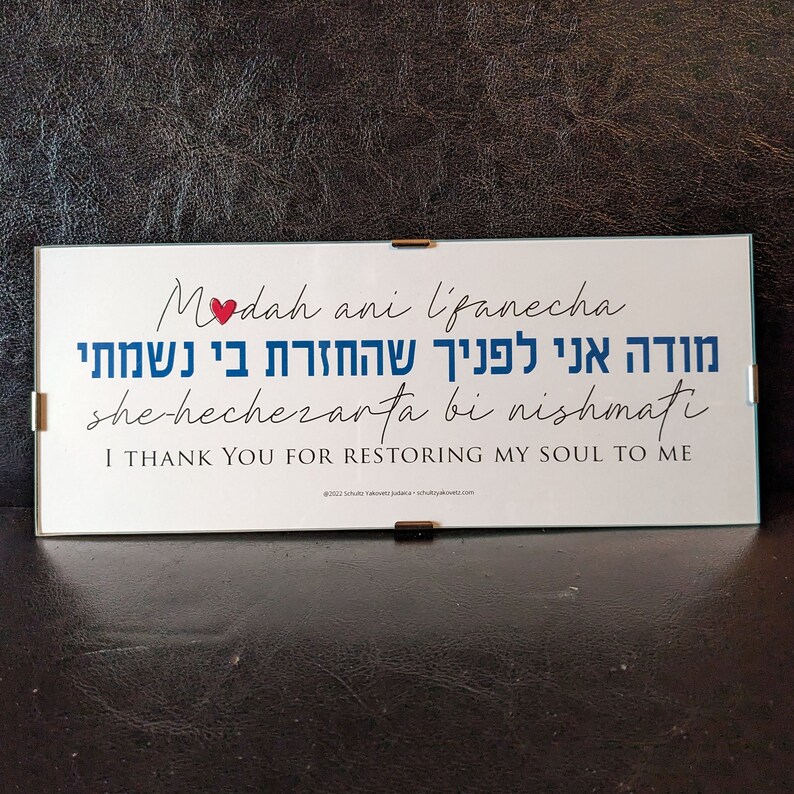 Modah ani l'fanecha
מודה אני לפניך שהחזרת בי נשמתי
she-hechezarta bi nishmati
I THANK YOU FOR RESTORING MY SOUL TO ME
@2022 Schultz Yakovetz Judaica • schultzyakovetz.com